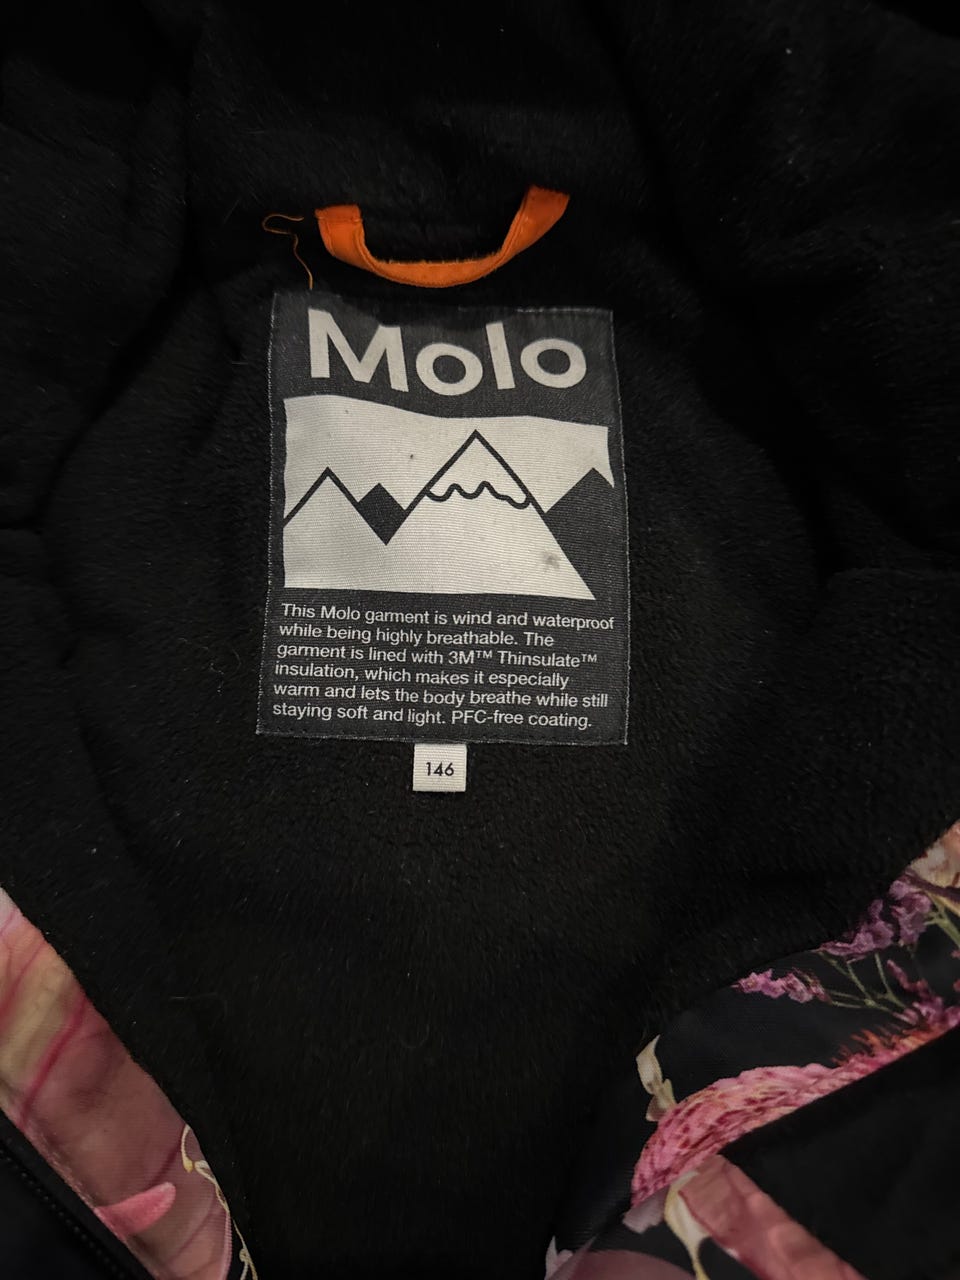 Molo
This Molo garment is wind and waterproof
while being highly breathable. The
garment is lined with 3M™ Thinsulate™
insulation, which makes it especially
warm and lets the body breathe while still
staying soft and light. PFC-free coating.
146